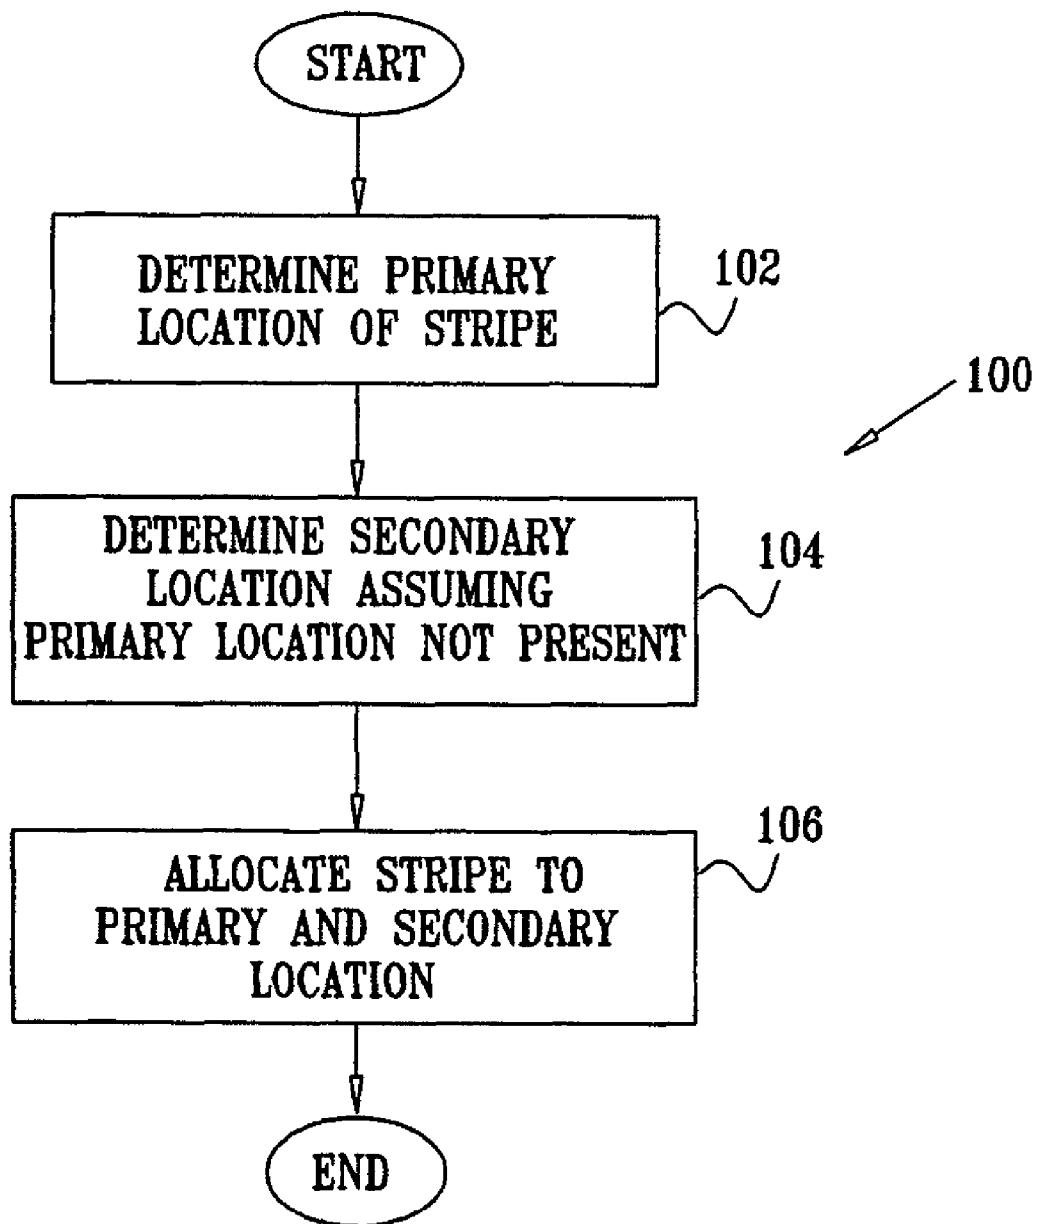 START
DETERMINE PRIMARY
LOCATION OF STRIPE
102
100
DETERMINE SECONDARY
LOCATION ASSUMING
PRIMARY LOCATION NOT PRESENT
104
ALLOCATE STRIPE TO
PRIMARY AND SECONDARY
LOCATION
106
END